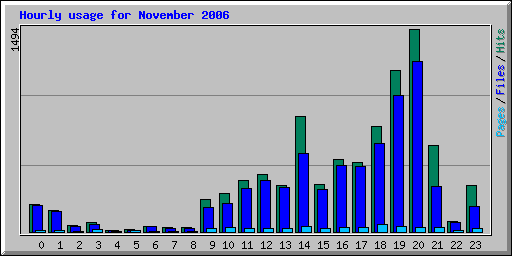 Hourly usage for November 2006
1494
Pages / Files / Hits
0 1 2 3 4 5 6 7 8 9 10 11 12 13 14 15 16 17 18 19 20 21 22 23